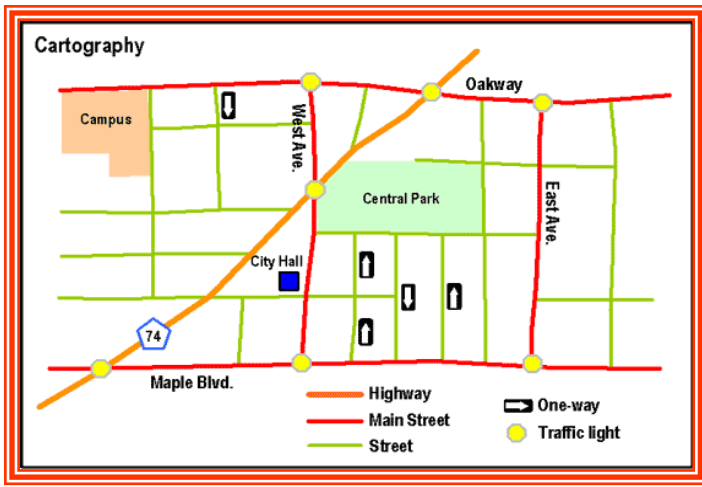 Cartography
Oakway
Campus
West Ave.
Central Park
East Ave.
City Hall
74
Maple Blvd.
Highway
Main Street
Street
One-way
Traffic light